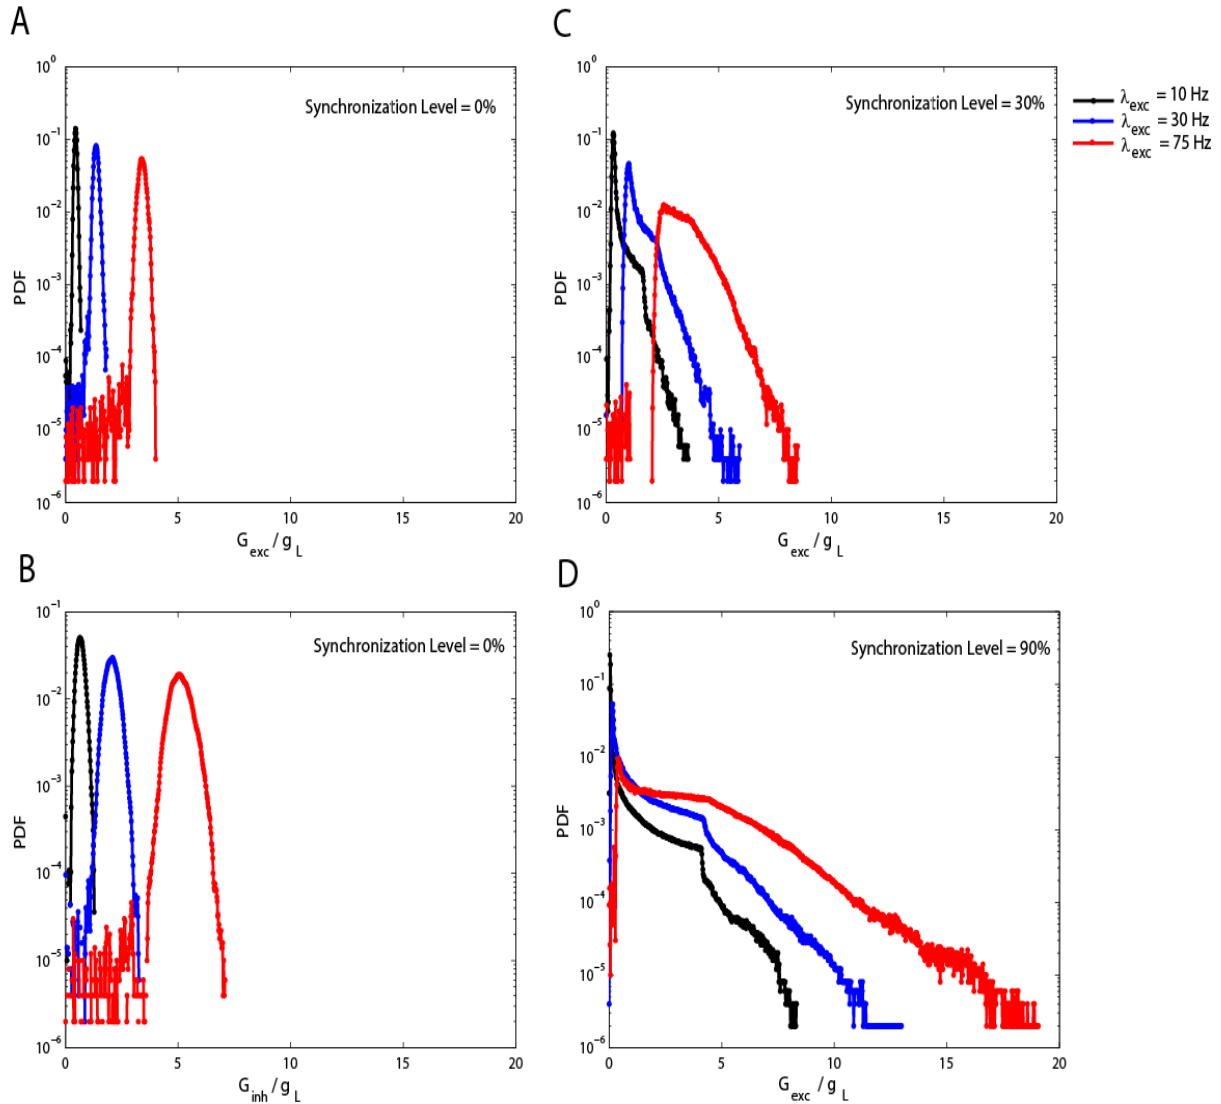 A
10^0
10^-1
10^-2
10^-3
10^-4
10^-5
10^-6
PDF
Synchronization Level = 0%
0 5 10 15 20
G_exc / g_L
C
10^0
10^-1
10^-2
10^-3
10^-4
10^-5
10^-6
PDF
Synchronization Level = 30%
0 5 10 15 20
G_exc / g_L
λ_exc = 10 Hz
λ_exc = 30 Hz
λ_exc = 75 Hz
B
10^-1
10^-2
10^-3
10^-4
10^-5
10^-6
PDF
Synchronization Level = 0%
0 5 10 15 20
G_inh / g_L
D
10^0
10^-1
10^-2
10^-3
10^-4
10^-5
10^-6
PDF
Synchronization Level = 90%
0 5 10 15 20
G_exc / g_L